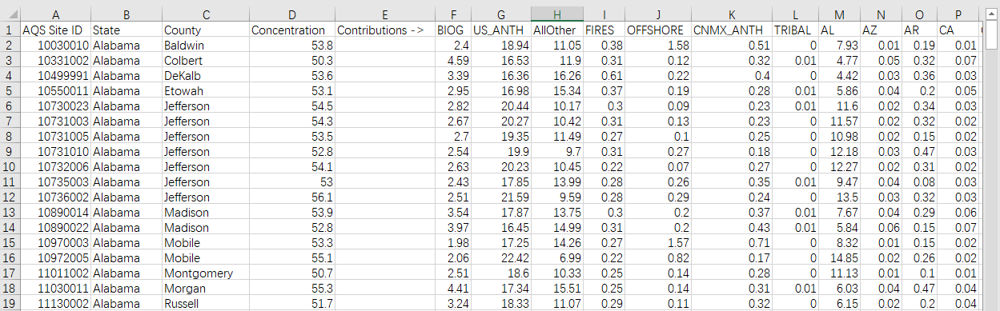 A B C D E F G H I J K L M N O P
1 AQS Site ID State County Concentration Contributions -> BIOG US_ANTH AllOther FIRES OFFSHORE CNMX_ANTH TRIBAL AL AZ AR CA
2 10030010 Alabama Baldwin 53.8 2.4 18.94 11.05 0.38 1.58 0.51 0 7.93 0.01 0.19 0.01
3 10331002 Alabama Colbert 50.3 4.59 16.53 11.9 0.31 0.12 0.32 0.01 4.77 0.05 0.32 0.07
4 10499991 Alabama DeKalb 53.6 3.39 16.36 16.26 0.61 0.22 0.4 0 4.42 0.03 0.36 0.03
5 10550011 Alabama Etowah 53.1 2.95 16.98 15.34 0.37 0.19 0.28 0.01 5.86 0.04 0.2 0.05
6 10730023 Alabama Jefferson 54.5 2.82 20.44 10.17 0.3 0.09 0.23 0.01 11.6 0.02 0.34 0.03
7 10731003 Alabama Jefferson 54.3 2.67 20.27 10.42 0.31 0.13 0.23 0 11.57 0.02 0.32 0.02
8 10731005 Alabama Jefferson 53.5 2.7 19.35 11.49 0.27 0.1 0.25 0 10.98 0.02 0.15 0.02
9 10731010 Alabama Jefferson 52.8 2.54 19.9 9.7 0.31 0.27 0.18 0 12.18 0.03 0.47 0.03
10 10732006 Alabama Jefferson 54.1 2.63 20.23 10.45 0.22 0.07 0.27 0 12.27 0.02 0.31 0.02
11 10735003 Alabama Jefferson 53 2.43 17.85 13.99 0.28 0.26 0.35 0.01 9.47 0.04 0.08 0.03
12 10736002 Alabama Jefferson 56.1 2.51 21.59 9.59 0.28 0.29 0.24 0 13.5 0.03 0.32 0.03
13 10890014 Alabama Madison 53.9 3.54 17.87 13.75 0.3 0.2 0.37 0.01 7.67 0.04 0.29 0.06
14 10890022 Alabama Madison 52.8 3.97 16.45 14.99 0.31 0.2 0.43 0.01 5.84 0.06 0.15 0.07
15 10970003 Alabama Mobile 53.3 1.98 17.25 14.26 0.27 1.57 0.71 0 8.32 0.01 0.15 0.02
16 10972005 Alabama Mobile 55.1 2.06 22.42 6.99 0.22 0.82 0.17 0 14.85 0.02 0.26 0.02
17 11011002 Alabama Montgomery 50.7 2.51 18.6 10.33 0.25 0.14 0.28 0 11.13 0.01 0.1 0.01
18 11030011 Alabama Morgan 55.3 4.41 17.34 15.51 0.25 0.14 0.31 0.01 6.03 0.04 0.47 0.04
19 11130002 Alabama Russell 51.7 3.24 18.33 11.07 0.29 0.11 0.32 0 6.15 0.02 0.2 0.04